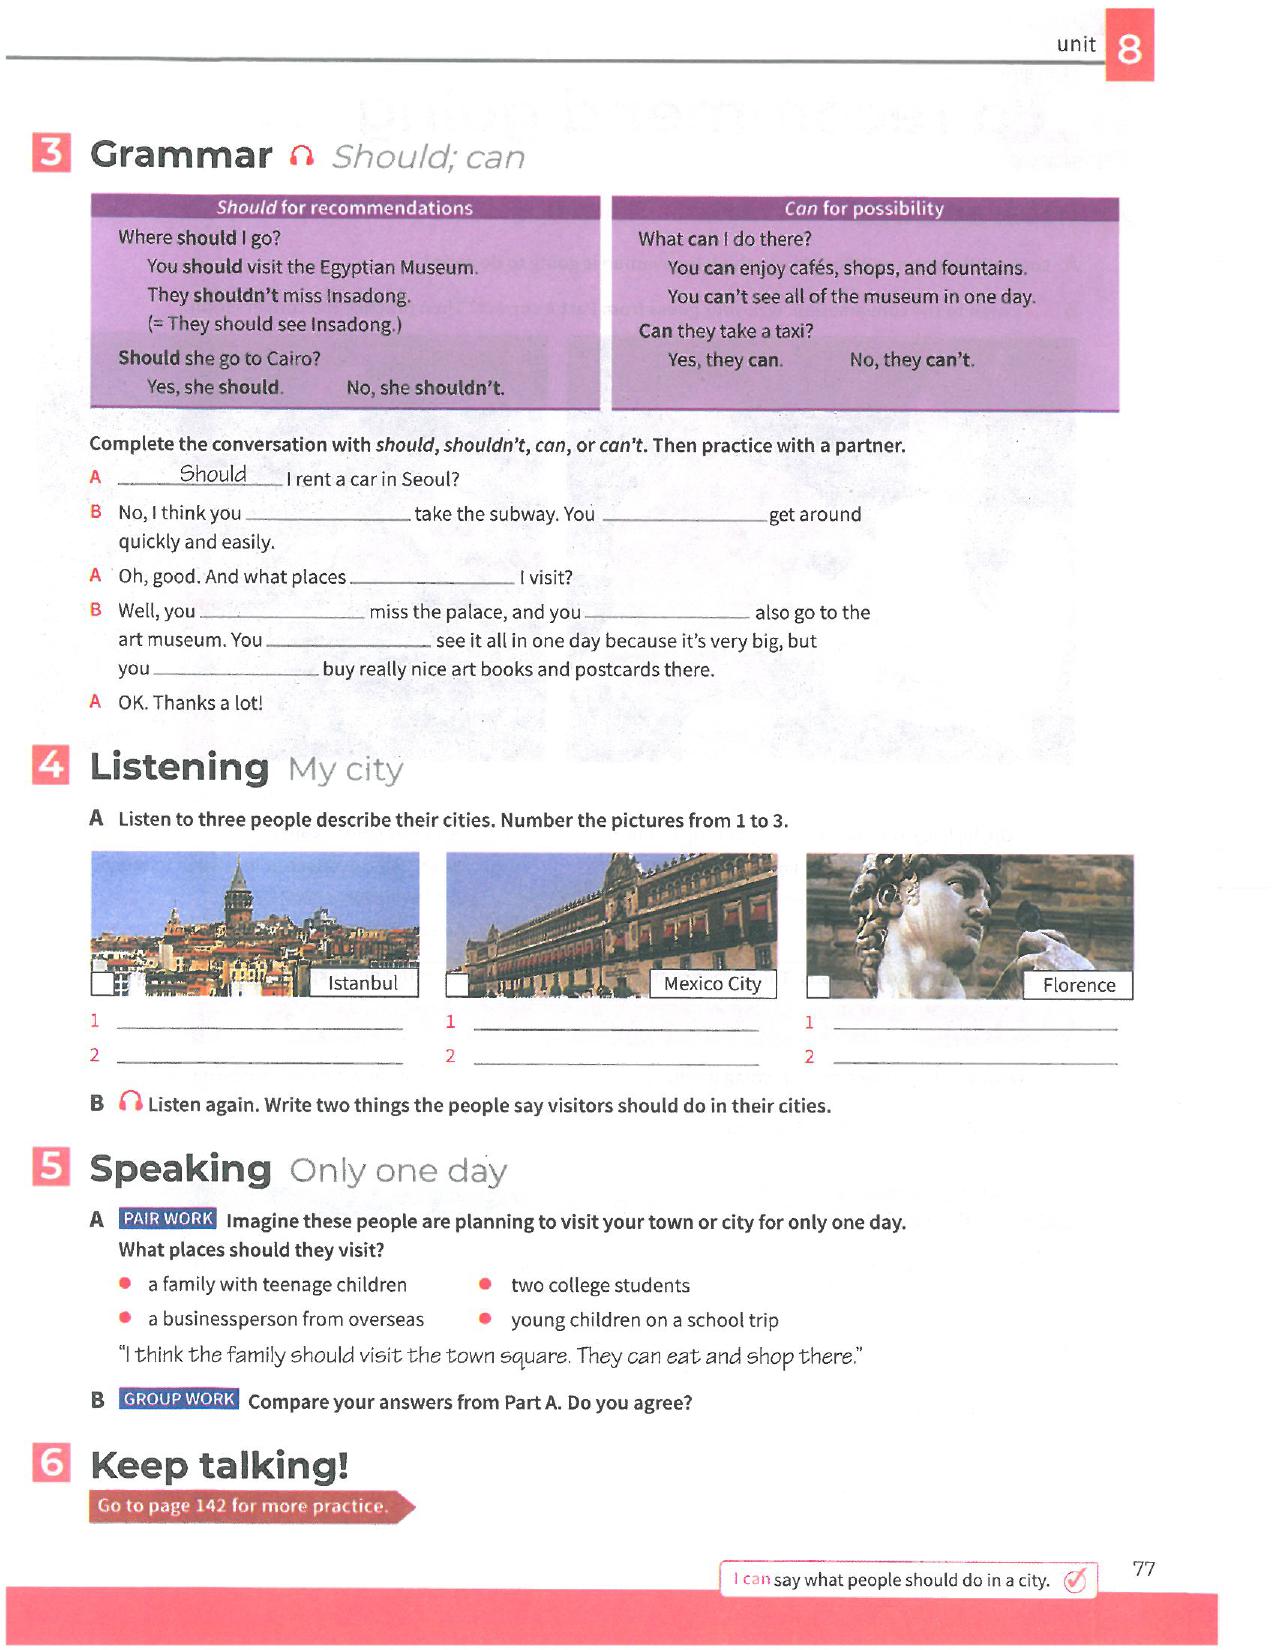 unit 8
3 Grammar Should; can
Should for recommendations
Where should I go?
You should visit the Egyptian Museum.
They shouldn't miss Insadong.
(= They should see Insadong.)
Should she go to Cairo?
Yes, she should. No, she shouldn't.
Can for possibility
What can I do there?
You can enjoy cafés, shops, and fountains.
You can't see all of the museum in one day.
Can they take a taxi?
Yes, they can. No, they can't.
Complete the conversation with should, shouldn't, can, or can't. Then practice with a partner.
A Should I rent a car in Seoul?
B No, I think you ____ take the subway. You ____ get around
quickly and easily.
A Oh, good. And what places ____ I visit?
B Well, you ____ miss the palace, and you ____ also go to the
art museum. You ____ see it all in one day because it's very big, but
you ____ buy really nice art books and postcards there.
A OK. Thanks a lot!
4 Listening My city
A Listen to three people describe their cities. Number the pictures from 1 to 3.
Istanbul Mexico City Florence
1 ____ 1 ____ 1 ____
2 ____ 2 ____ 2 ____
B Listen again. Write two things the people say visitors should do in their cities.
5 Speaking Only one day
A PAIR WORK Imagine these people are planning to visit your town or city for only one day.
What places should they visit?
• a family with teenage children • two college students
• a businessperson from overseas • young children on a school trip
"I think the family should visit the town square. They can eat and shop there."
B GROUP WORK Compare your answers from Part A. Do you agree?
6 Keep talking!
Go to page 142 for more practice.
I can say what people should do in a city.
77